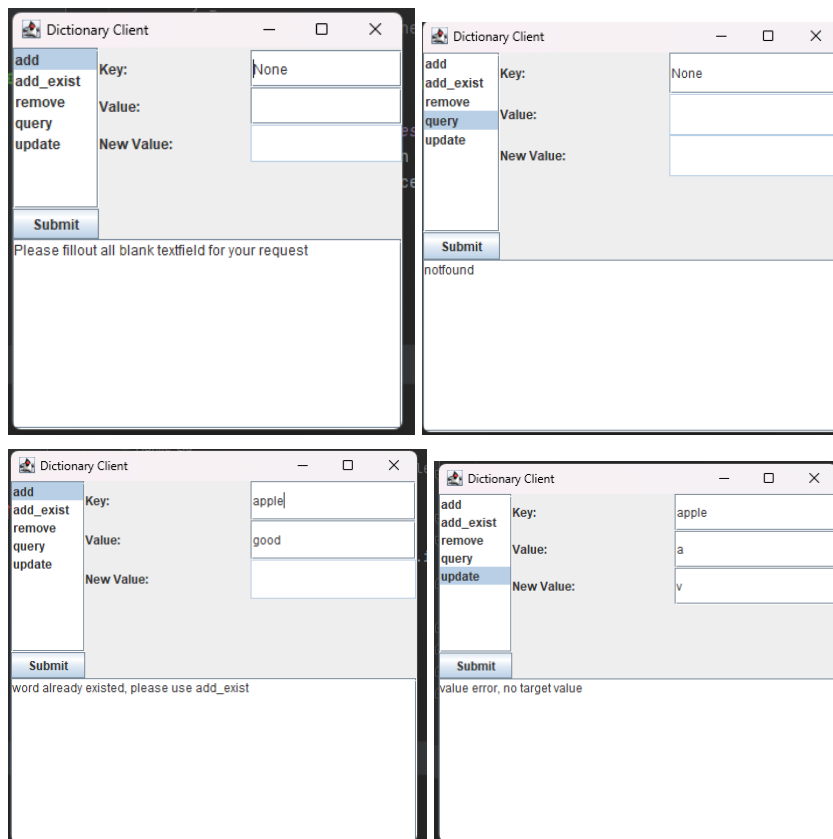 Dictionary Client
add
add_exist
remove
query
update
Key:
None
Value:
New Value:
Submit
Please fillout all blank textfield for your request
Dictionary Client
add
add_exist
remove
query
update
Key:
None
Value:
New Value:
Submit
notfound
Dictionary Client
add
add_exist
remove
query
update
Key:
apple
Value:
good
New Value:
Submit
word already existed, please use add_exist
Dictionary Client
add
add_exist
remove
query
update
Key:
apple
Value:
a
New Value:
v
Submit
value error, no target value